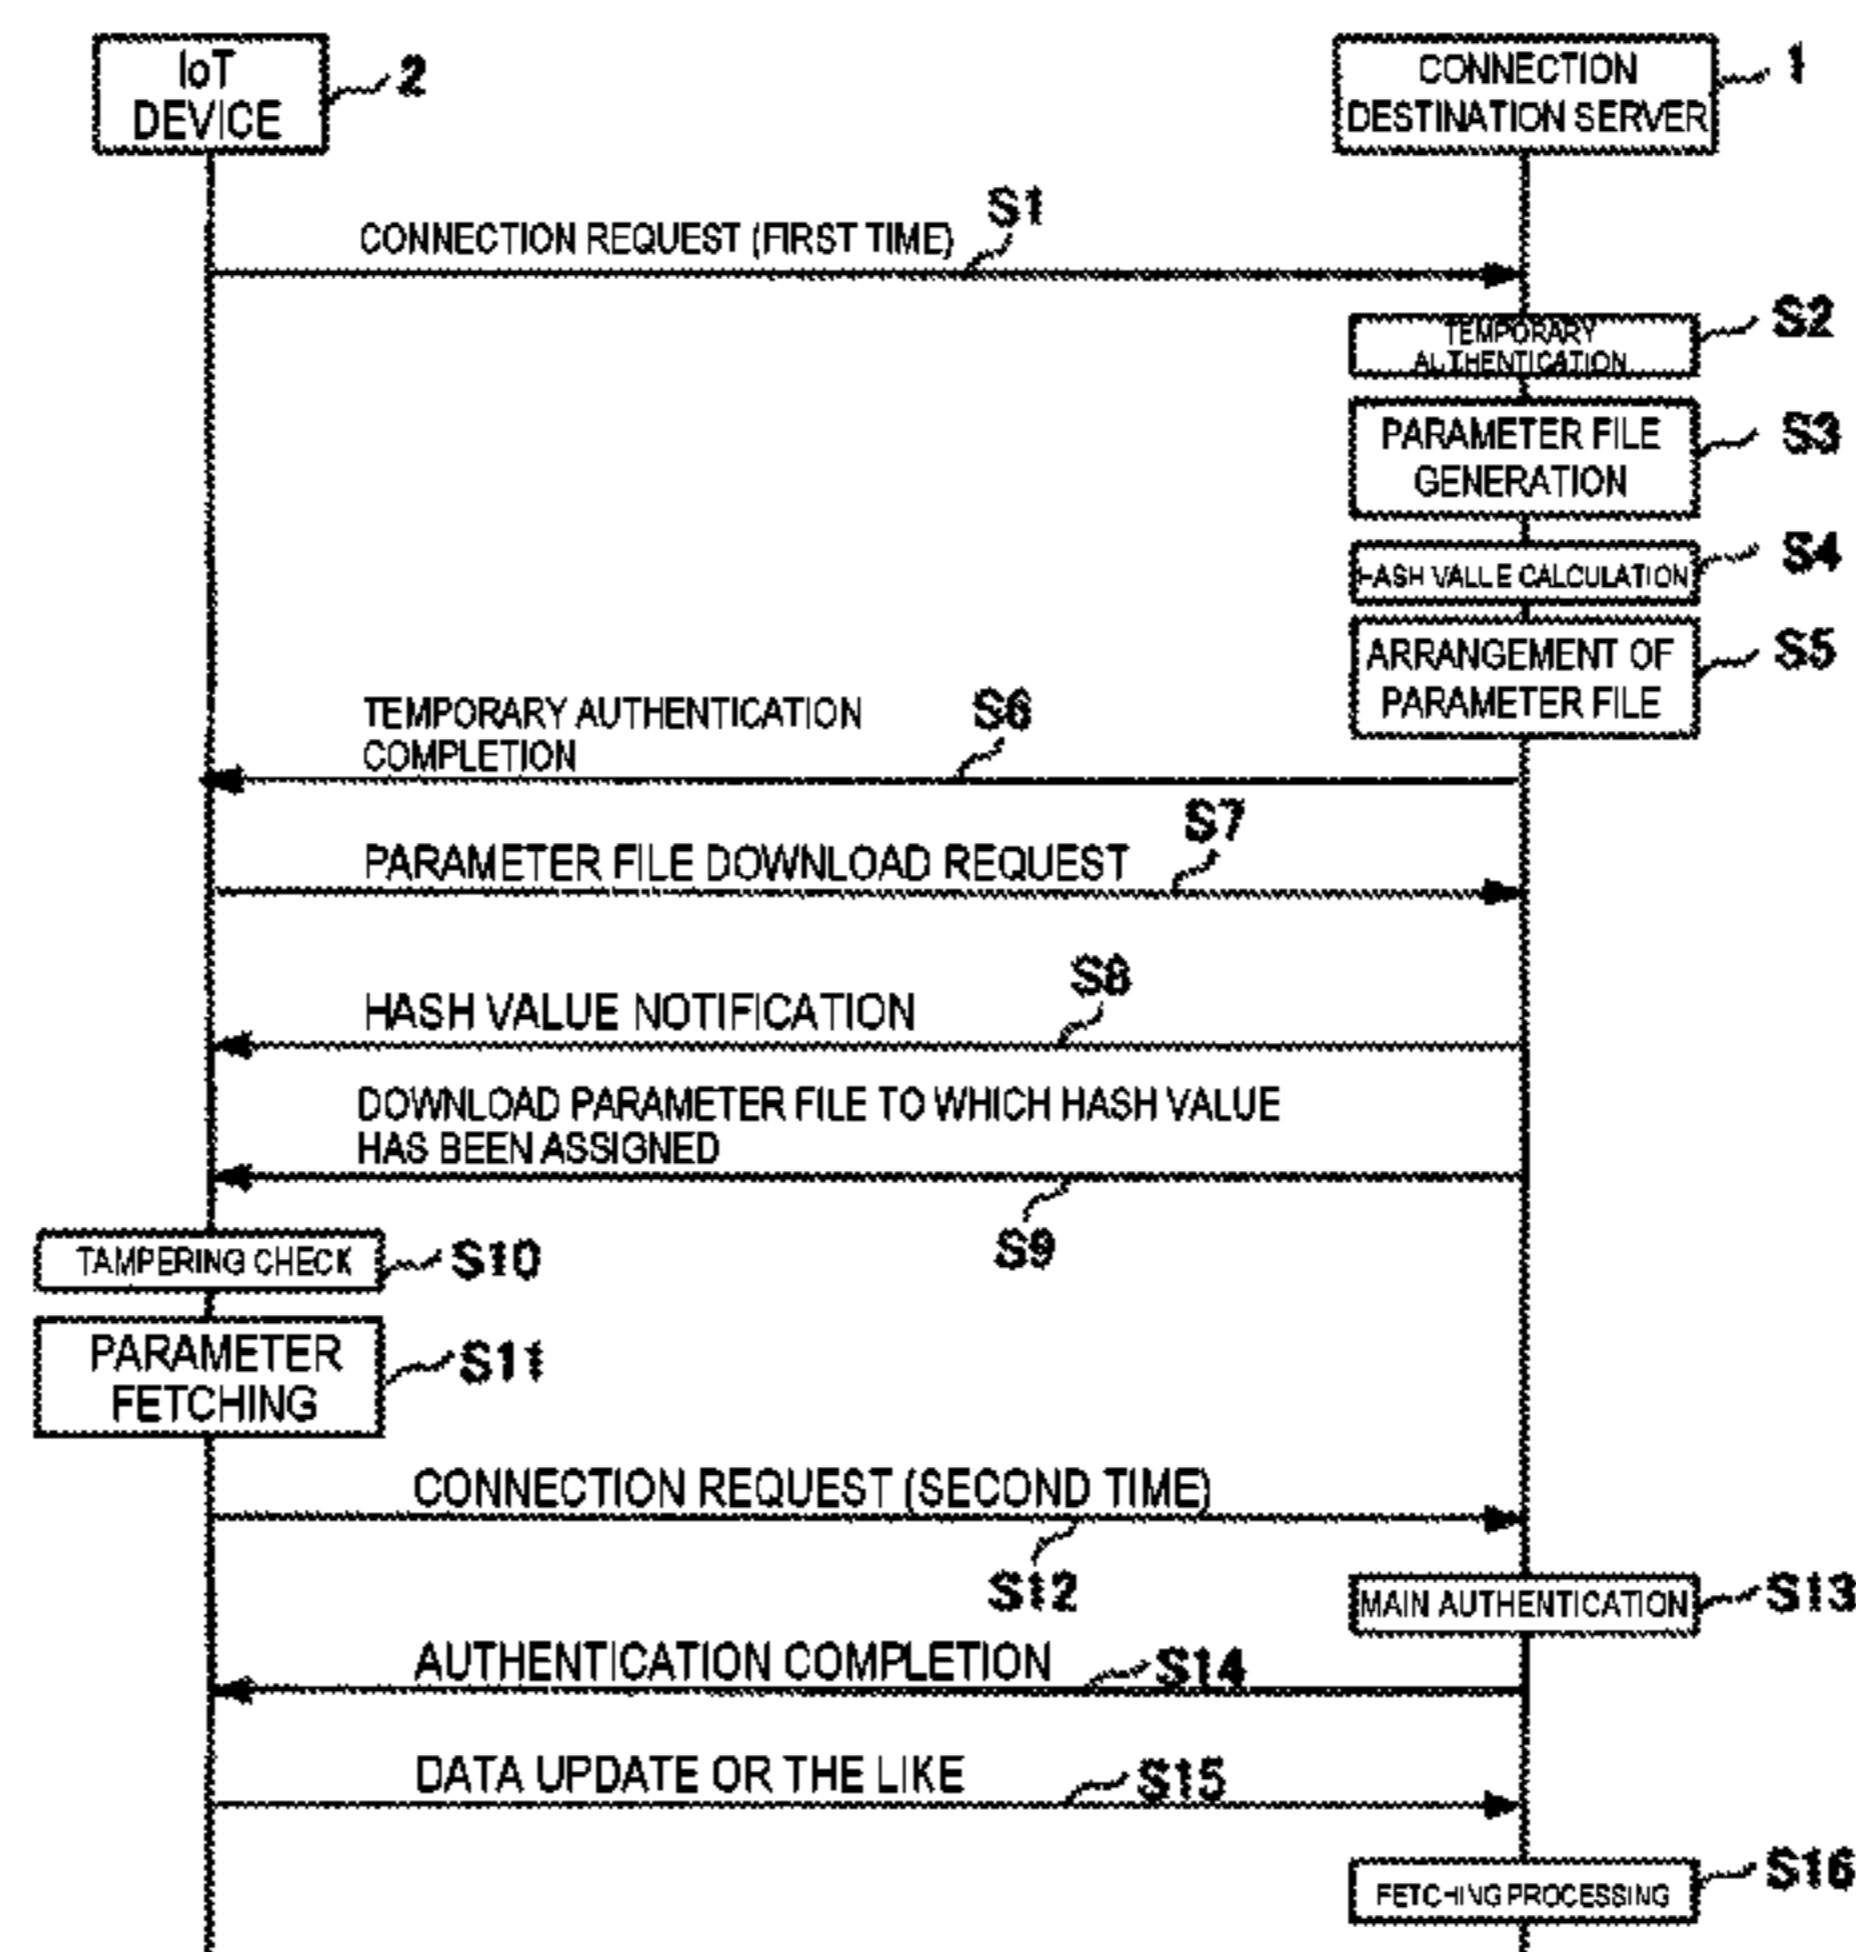 IoT
DEVICE
2
CONNECTION
DESTINATION SERVER
1
CONNECTION REQUEST (FIRST TIME)
S1
TEMPORARY
AUTHENTICATION
S2
PARAMETER FILE
GENERATION
S3
HASH VALUE CALCULATION
S4
ARRANGEMENT OF
PARAMETER FILE
S5
TEMPORARY AUTHENTICATION
COMPLETION
S6
PARAMETER FILE DOWNLOAD REQUEST
S7
HASH VALUE NOTIFICATION
S8
DOWNLOAD PARAMETER FILE TO WHICH HASH VALUE
HAS BEEN ASSIGNED
S9
TAMPERING CHECK
S10
PARAMETER
FETCHING
S11
CONNECTION REQUEST (SECOND TIME)
S12
MAIN AUTHENTICATION
S13
AUTHENTICATION COMPLETION
S14
DATA UPDATE OR THE LIKE
S15
FETCHING PROCESSING
S16